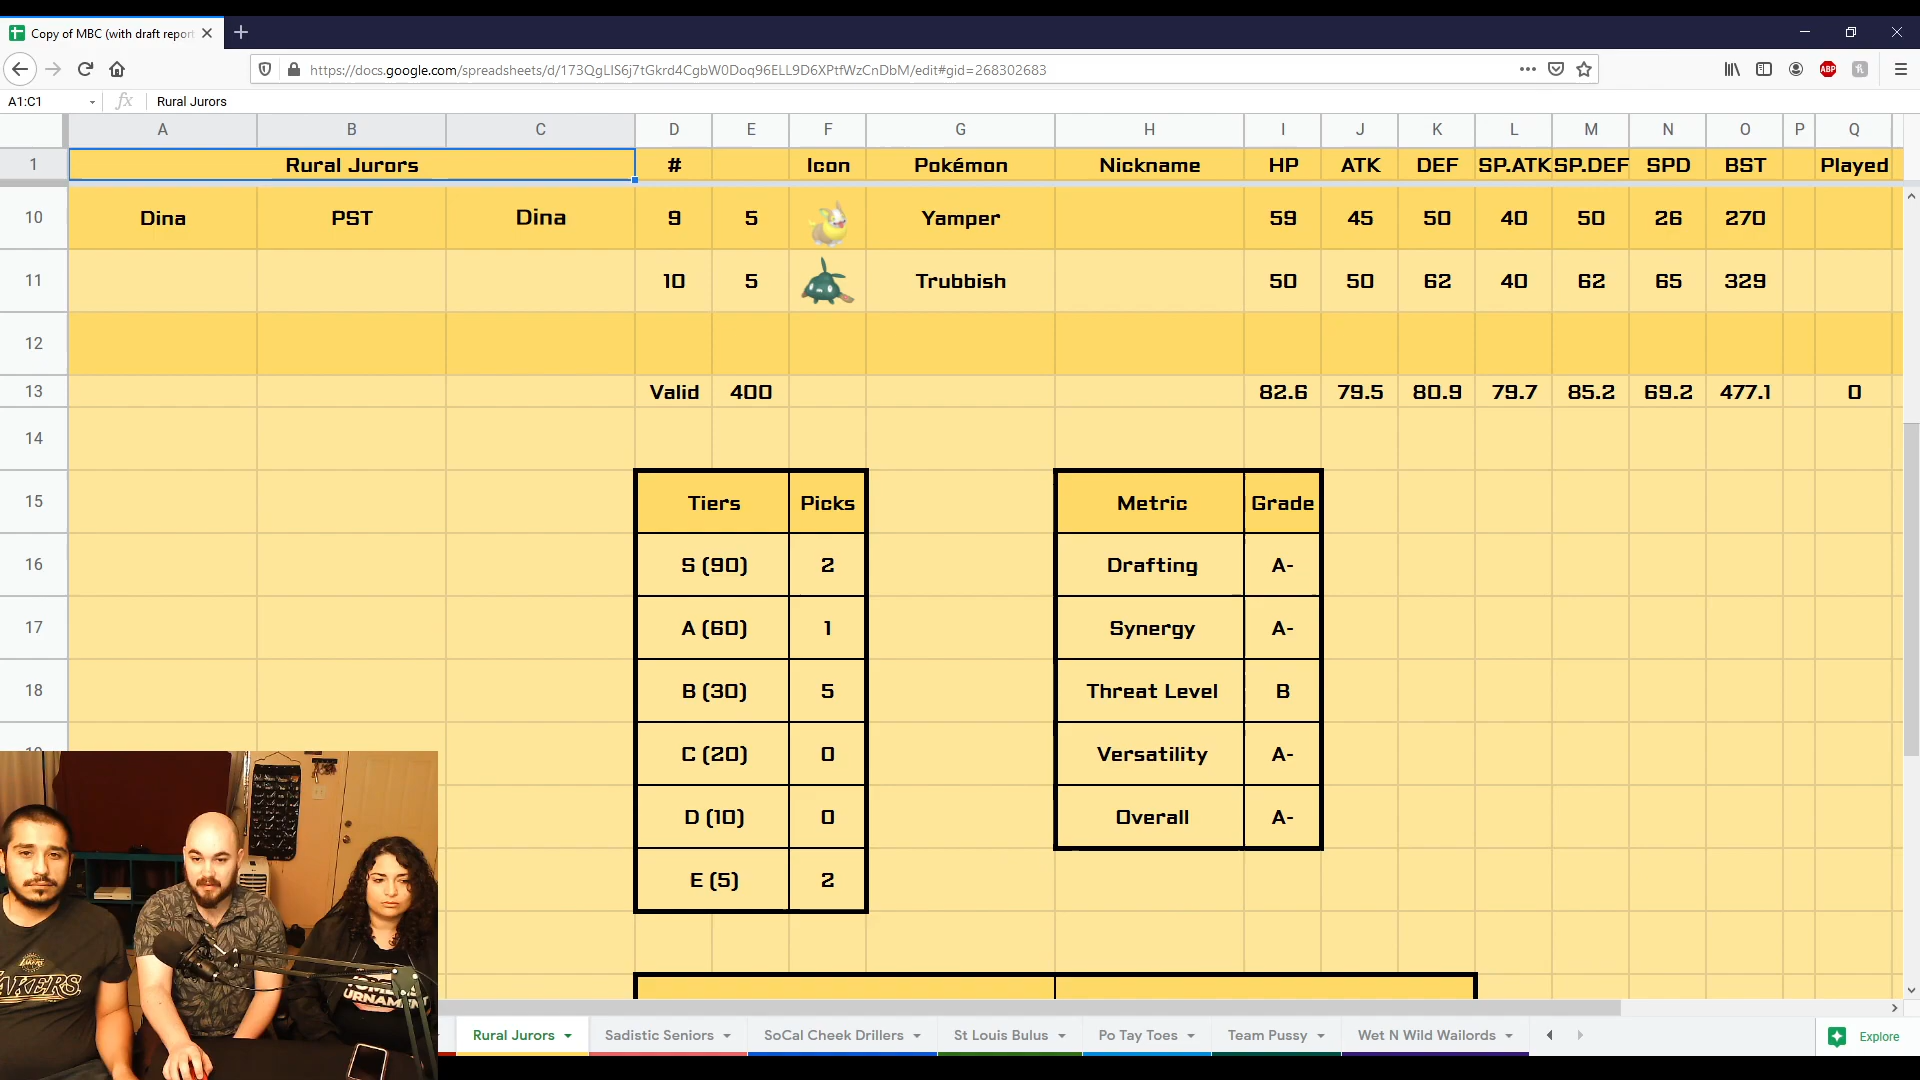 Copy of MBC (with draft report
https://docs.google.com/spreadsheets/d/173QgLIS6j7tGkrd4CgbW0Doq96ELL9D6XPtfWzCnDbM/edit#gid=268302683
ABP
A1:C1 fx Rural Jurors
A B C D E F G H I J K L M N O P Q
1 Rural Jurors # Icon Pokémon Nickname HP ATK DEF SP.ATK SP.DEF SPD BST Played
10 Dina PST Dina 9 5 Yamper 59 45 50 40 50 26 270
11 10 5 Trubbish 50 50 62 40 62 65 329
12
13 Valid 400 82.6 79.5 80.9 79.7 85.2 69.2 477.1 0
14
15 Tiers Picks Metric Grade
16 S (90) 2 Drafting A-
17 A (60) 1 Synergy A-
18 B (30) 5 Threat Level B
C (20) 0 Versatility A-
D (10) 0 Overall A-
E (5) 2
LAKERS
Rural Jurors Sadistic Seniors SoCal Cheek Drillers St Louis Bulus Po Tay Toes Team Pussy Wet N Wild Wailords Explore